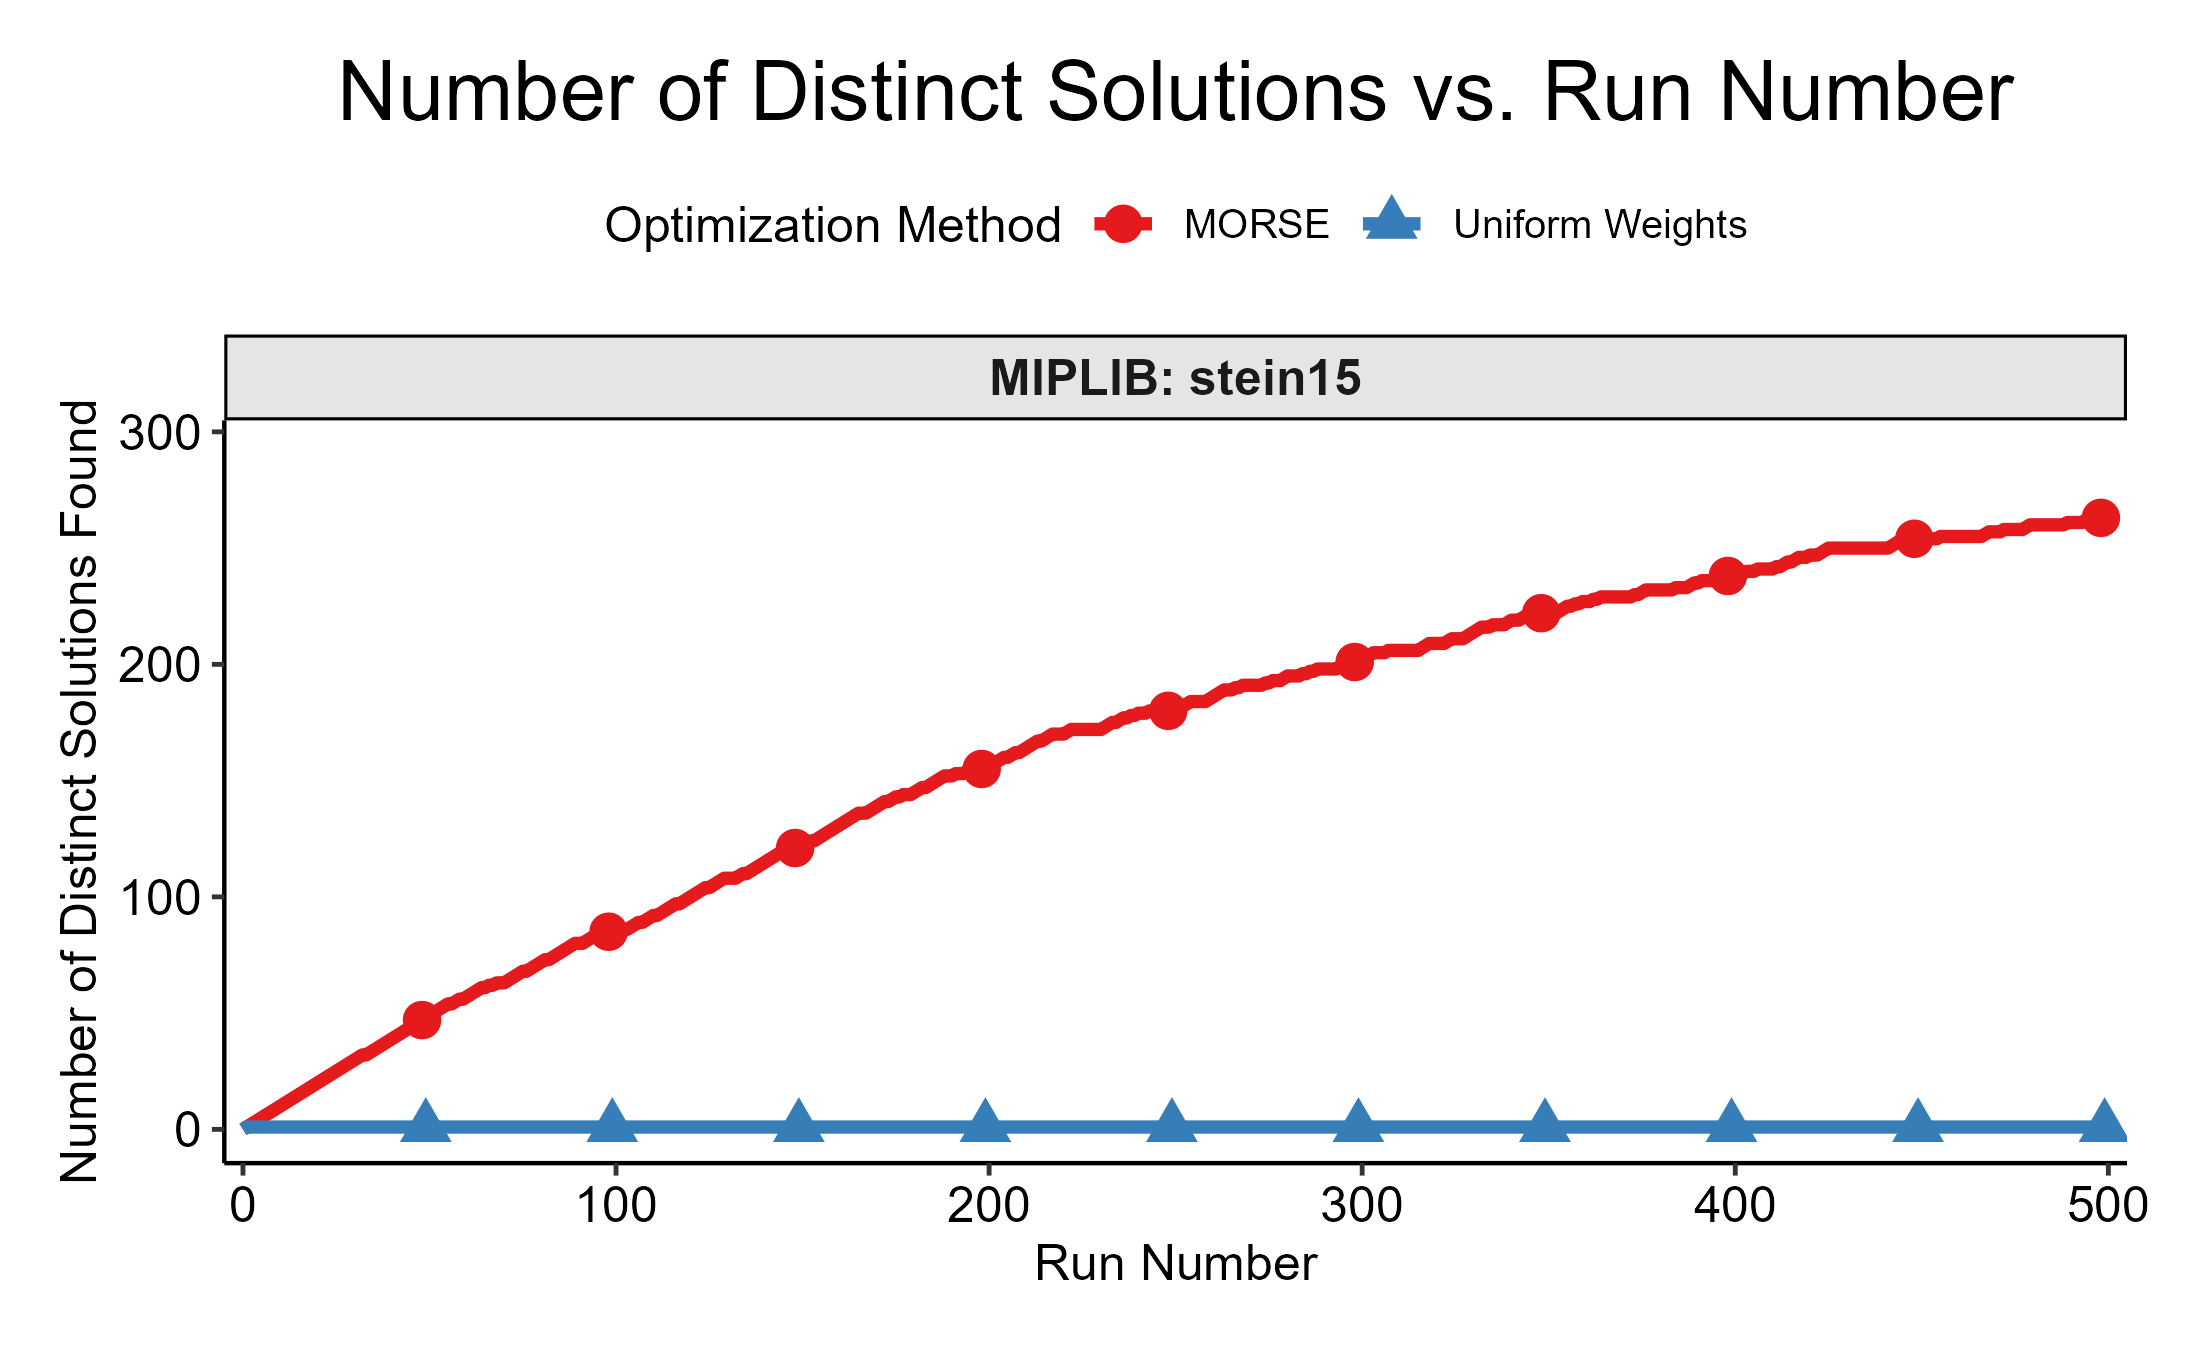 Number of Distinct Solutions vs. Run Number
Optimization Method MORSE Uniform Weights
MIPLIB: stein15
Number of Distinct Solutions Found
300
200
100
0
0 100 200 300 400 500
Run Number